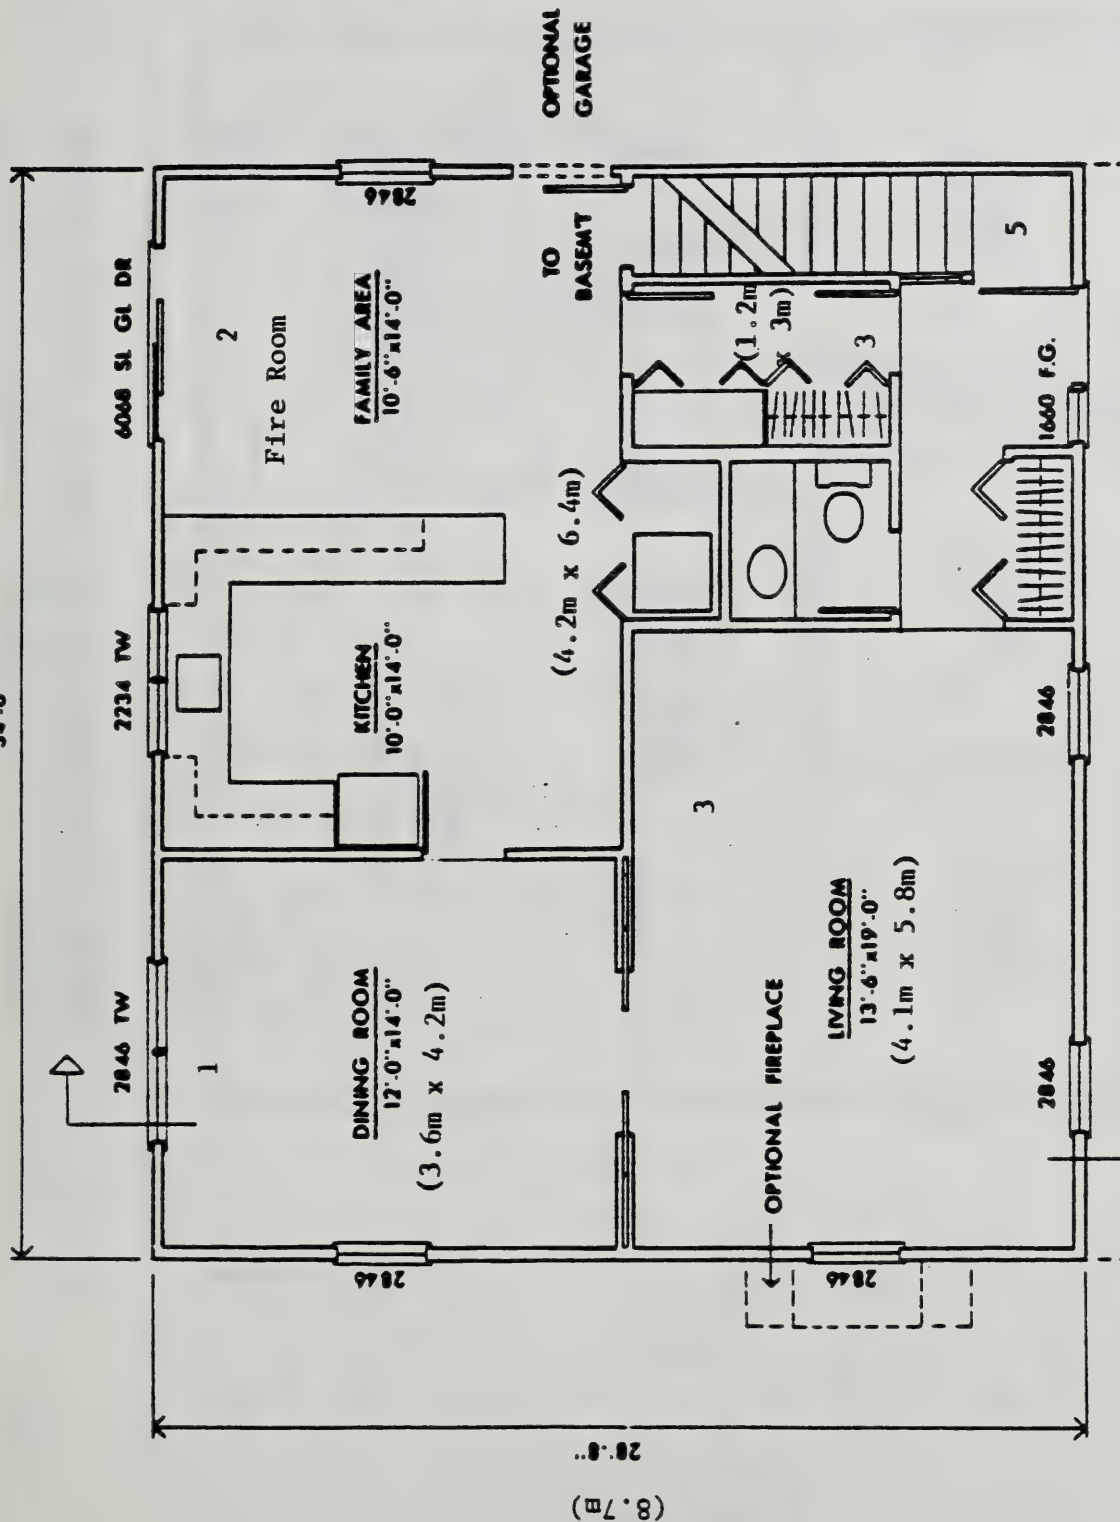 2846 TW
2234 TW
6068 SL GL DR
1
2
Fire Room
DINING ROOM
12'-0"x14'-0"
(3.6m x 4.2m)
KITCHEN
10'-0"x14'-0"
FAMILY AREA
10'-6"x14'-0"
(4.2m x 6.4m)
2846
2846
OPTIONAL
GARAGE
TO
BASEM'T
(1.2m
x 3m)
3
5
OPTIONAL FIREPLACE
3
LIVING ROOM
13'-6"x19'-0"
(4.1m x 5.8m)
2846
2846
2846
1660 F.G.
28'-8"
(8.7m)